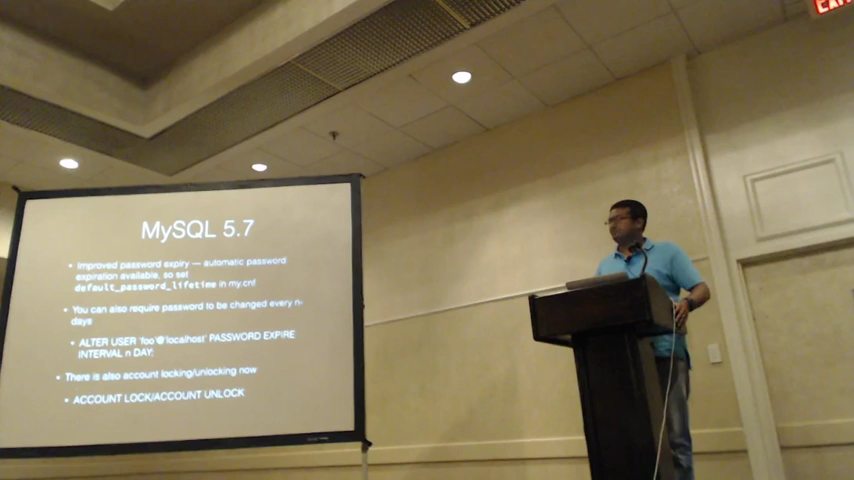 MySQL 5.7
• Improved password expiry — automatic password
expiration available, so set
default_password_lifetime in my.cnf
• You can also require password to be changed every n-
days
• ALTER USER 'foo'@'localhost' PASSWORD EXPIRE
INTERVAL n DAY;
• There is also account locking/unlocking now
• ACCOUNT LOCK/ACCOUNT UNLOCK